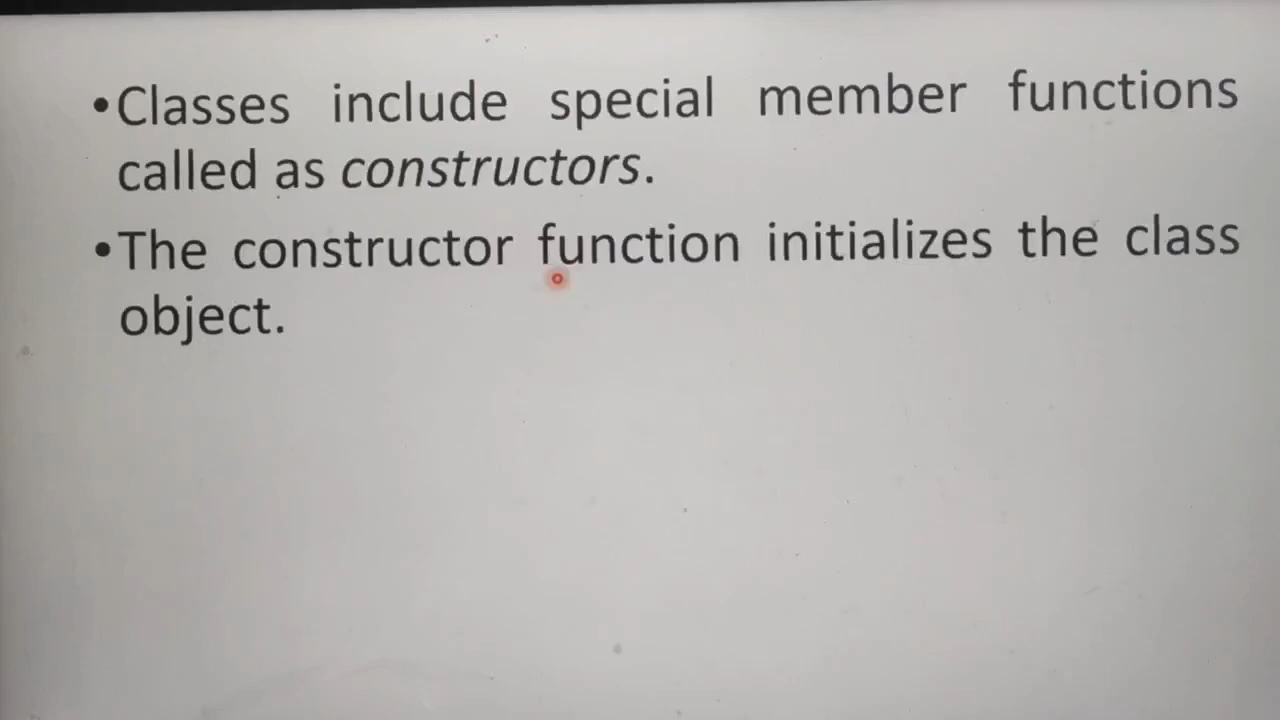 •Classes include special member functions
called as constructors.
•The constructor function initializes the class
object.